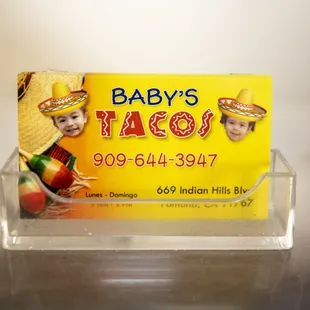 BABY'S
TACOS
909-644-3947
Lunes - Domingo
669 Indian Hills Blv